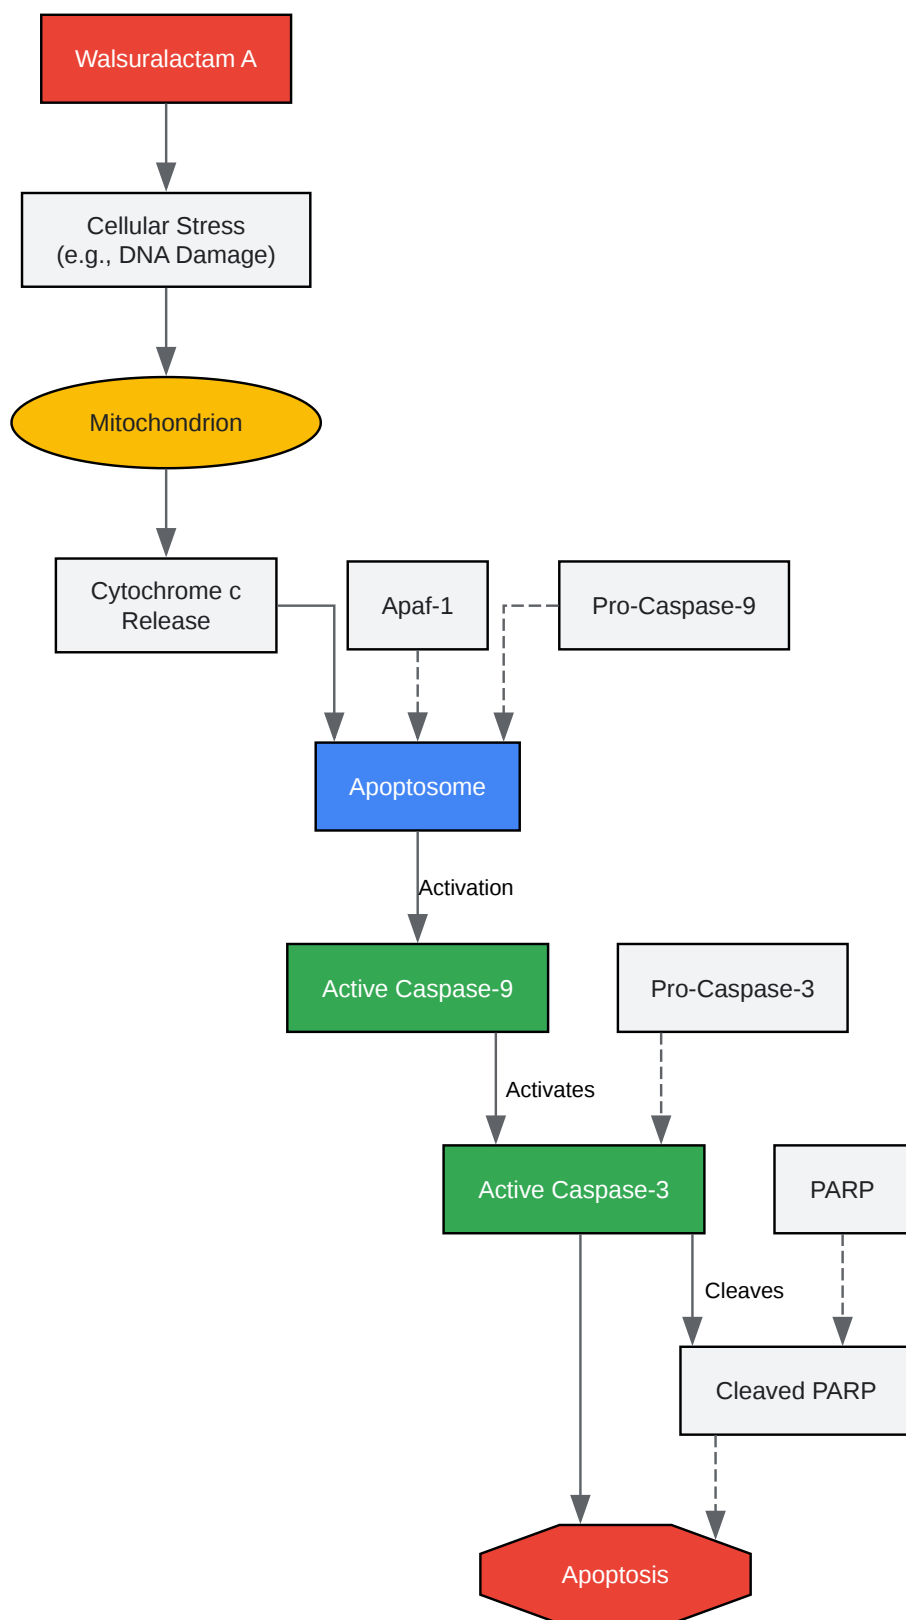 Walsuralactam A
Cellular Stress
(e.g., DNA Damage)
Mitochondrion
Cytochrome c
Release
Apaf-1
Pro-Caspase-9
Apoptosome
Activation
Active Caspase-9
Pro-Caspase-3
Activates
Active Caspase-3
PARP
Cleaves
Cleaved PARP
Apoptosis